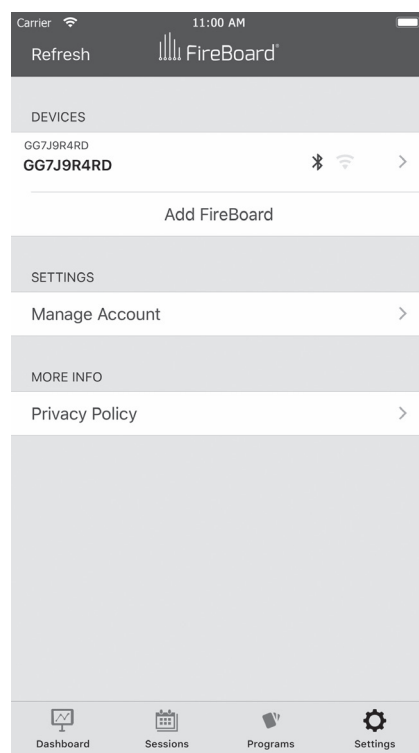 Carrier 11:00 AM
Refresh FireBoard®
DEVICES
GG7J9R4RD
GG7J9R4RD
Add FireBoard
SETTINGS
Manage Account
MORE INFO
Privacy Policy
Dashboard Sessions Programs Settings